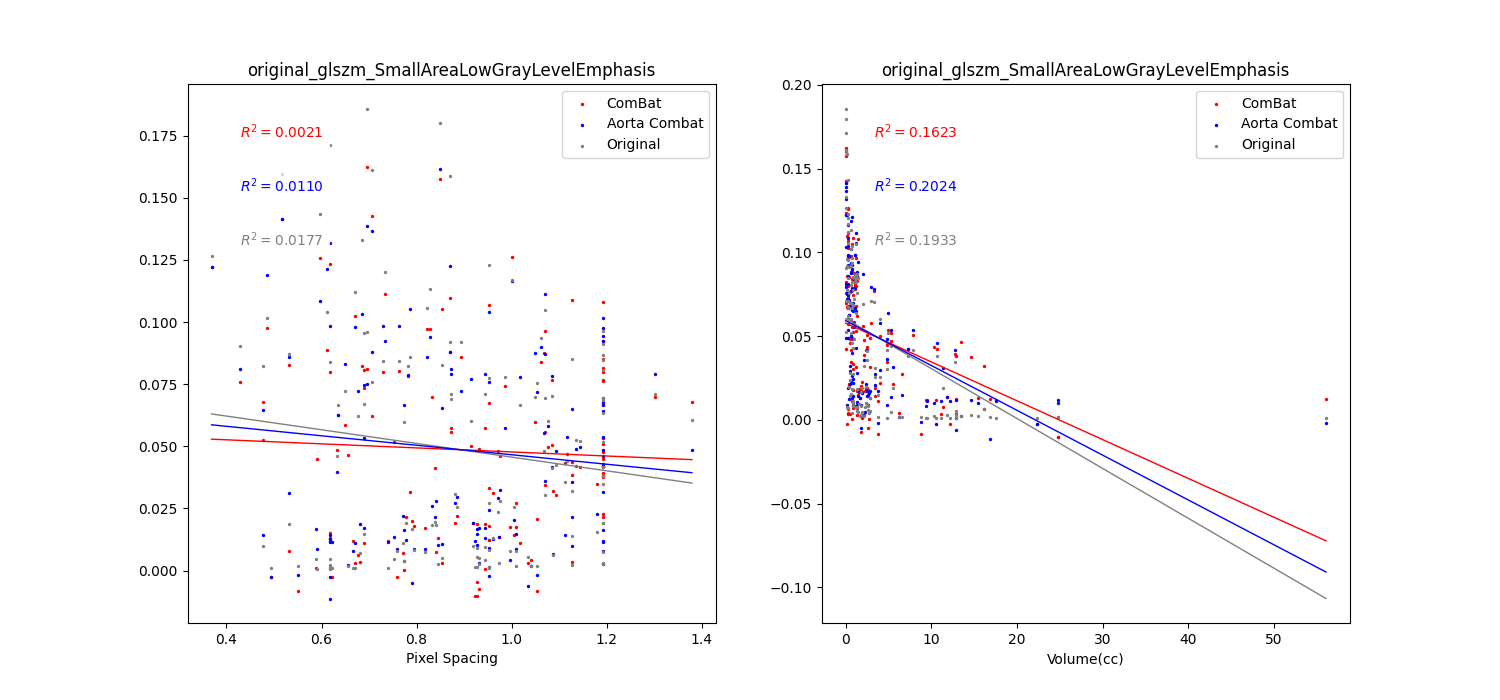 original_glszm_SmallAreaLowGrayLevelEmphasis
ComBat
Aorta Combat
Original
R² = 0.0021
R² = 0.0110
R² = 0.0177
0.175
0.150
0.125
0.100
0.075
0.050
0.025
0.000
0.4 0.6 0.8 1.0 1.2 1.4
Pixel Spacing
original_glszm_SmallAreaLowGrayLevelEmphasis
ComBat
Aorta Combat
Original
R² = 0.1623
R² = 0.2024
R² = 0.1933
0.20
0.15
0.10
0.05
0.00
−0.05
−0.10
0 10 20 30 40 50
Volume(cc)